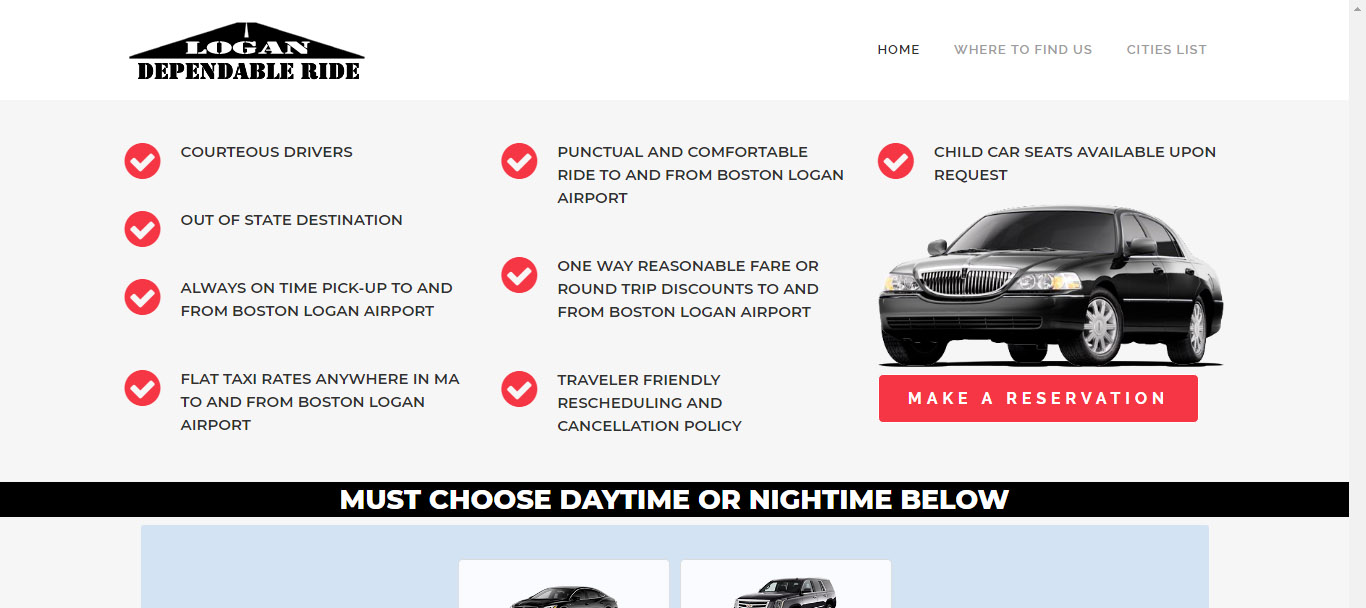 LOGAN
DEPENDABLE RIDE
HOME
WHERE TO FIND US
CITIES LIST
COURTEOUS DRIVERS
OUT OF STATE DESTINATION
ALWAYS ON TIME PICK-UP TO AND
FROM BOSTON LOGAN AIRPORT
FLAT TAXI RATES ANYWHERE IN MA
TO AND FROM BOSTON LOGAN
AIRPORT
PUNCTUAL AND COMFORTABLE
RIDE TO AND FROM BOSTON LOGAN
AIRPORT
ONE WAY REASONABLE FARE OR
ROUND TRIP DISCOUNTS TO AND
FROM BOSTON LOGAN AIRPORT
TRAVELER FRIENDLY
RESCHEDULING AND
CANCELLATION POLICY
CHILD CAR SEATS AVAILABLE UPON
REQUEST
MAKE A RESERVATION
MUST CHOOSE DAYTIME OR NIGHTIME BELOW